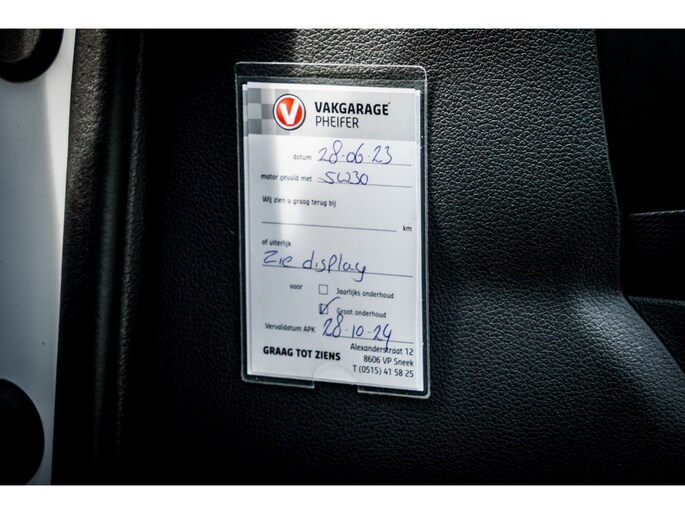 V VAKGARAGE
PHEIFER
datum 28-06-23
motor gevuld met 5W30
Wij zien u graag terug bij
km
of uiterlijk
Zie display
voor Jaarlijks onderhoud
Groot onderhoud
Vervaldatum APK 28-10-24
GRAAG TOT ZIENS
Alexanderstraat 12
8606 VP Sneek
T (0515) 41 58 25